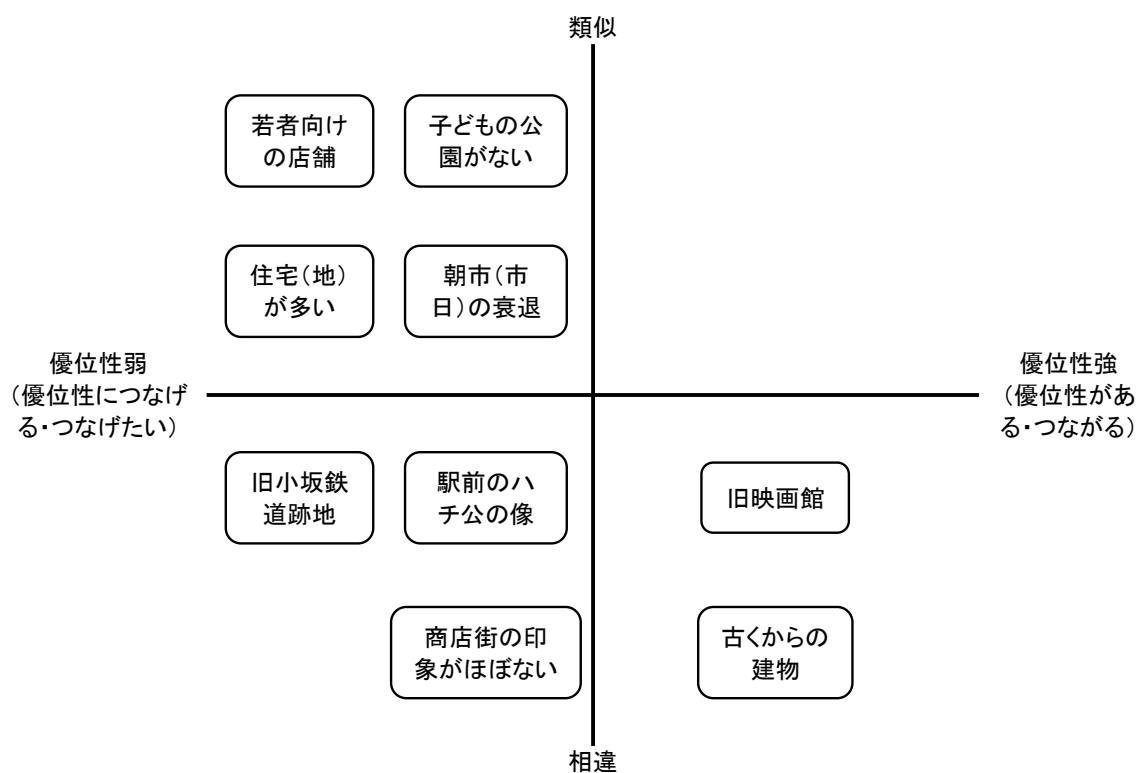 類似
若者向け
の店舗
子どもの公
園がない
住宅（地）
が多い
朝市（市
日）の衰退
優位性弱
（優位性につなげ
る・つなげたい）
優位性強
（優位性があ
る・つながる）
旧小坂鉄
道跡地
駅前のハ
チ公の像
旧映画館
商店街の印
象がほぼない
古くからの
建物
相違